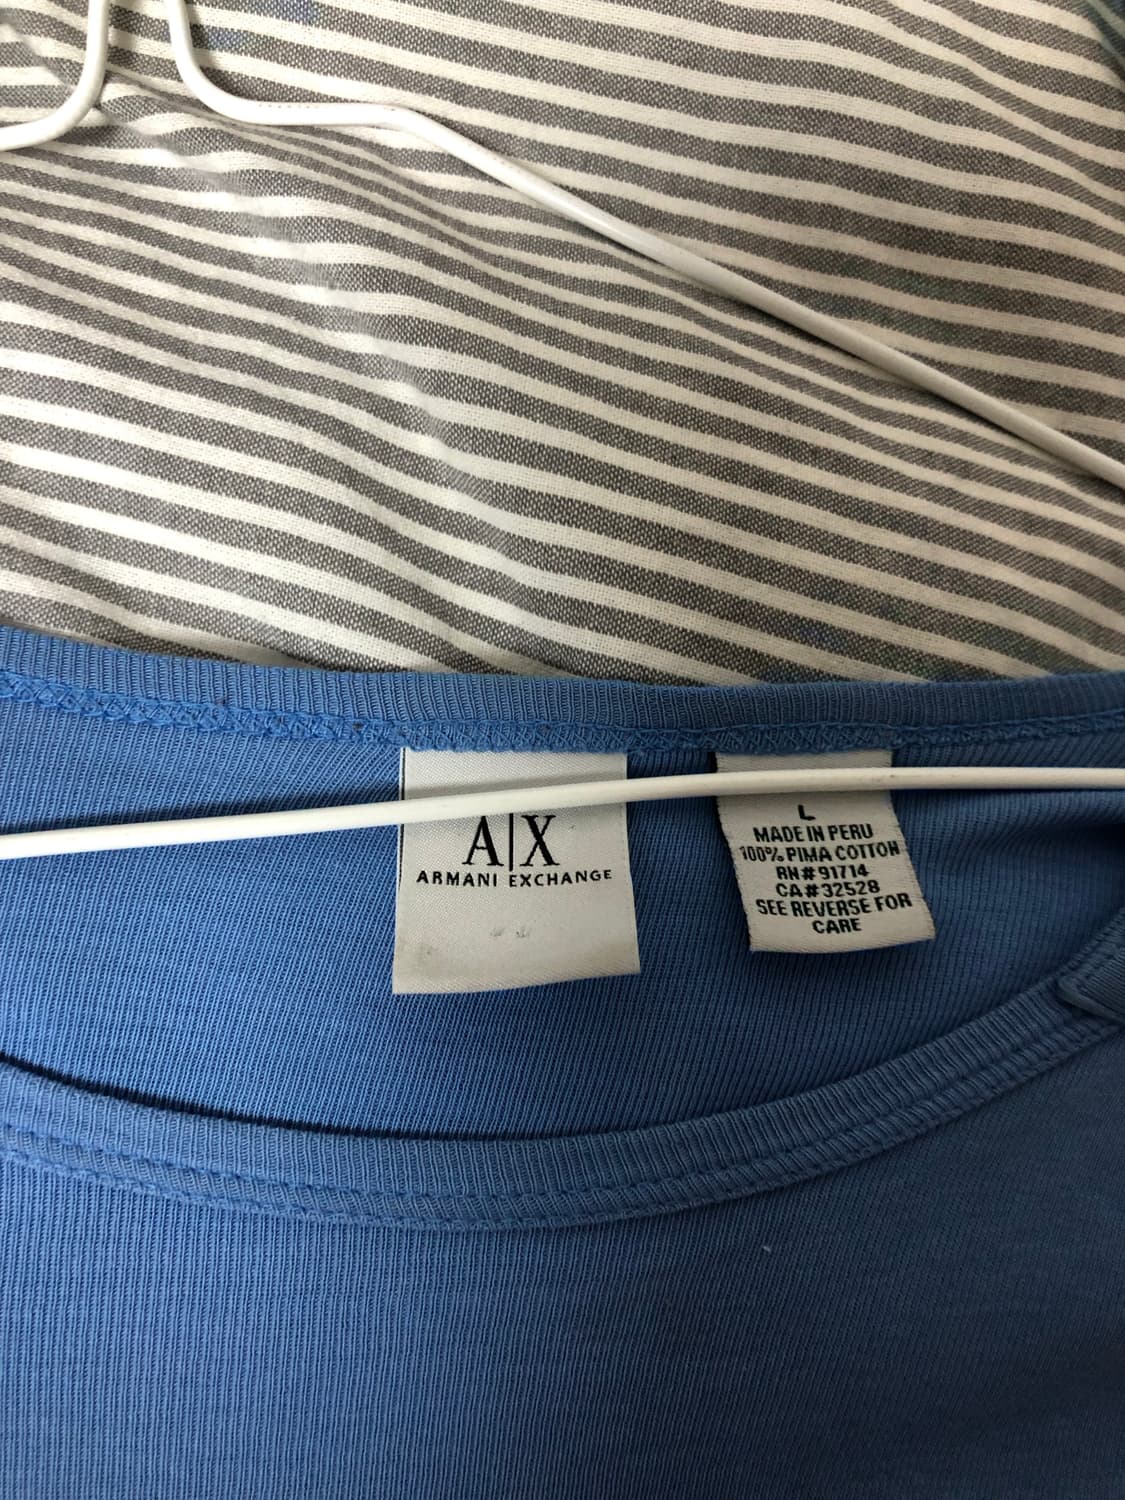 A|X
ARMANI EXCHANGE
L
MADE IN PERU
100% PIMA COTTON
RN#91714
CA#32528
SEE REVERSE FOR
CARE